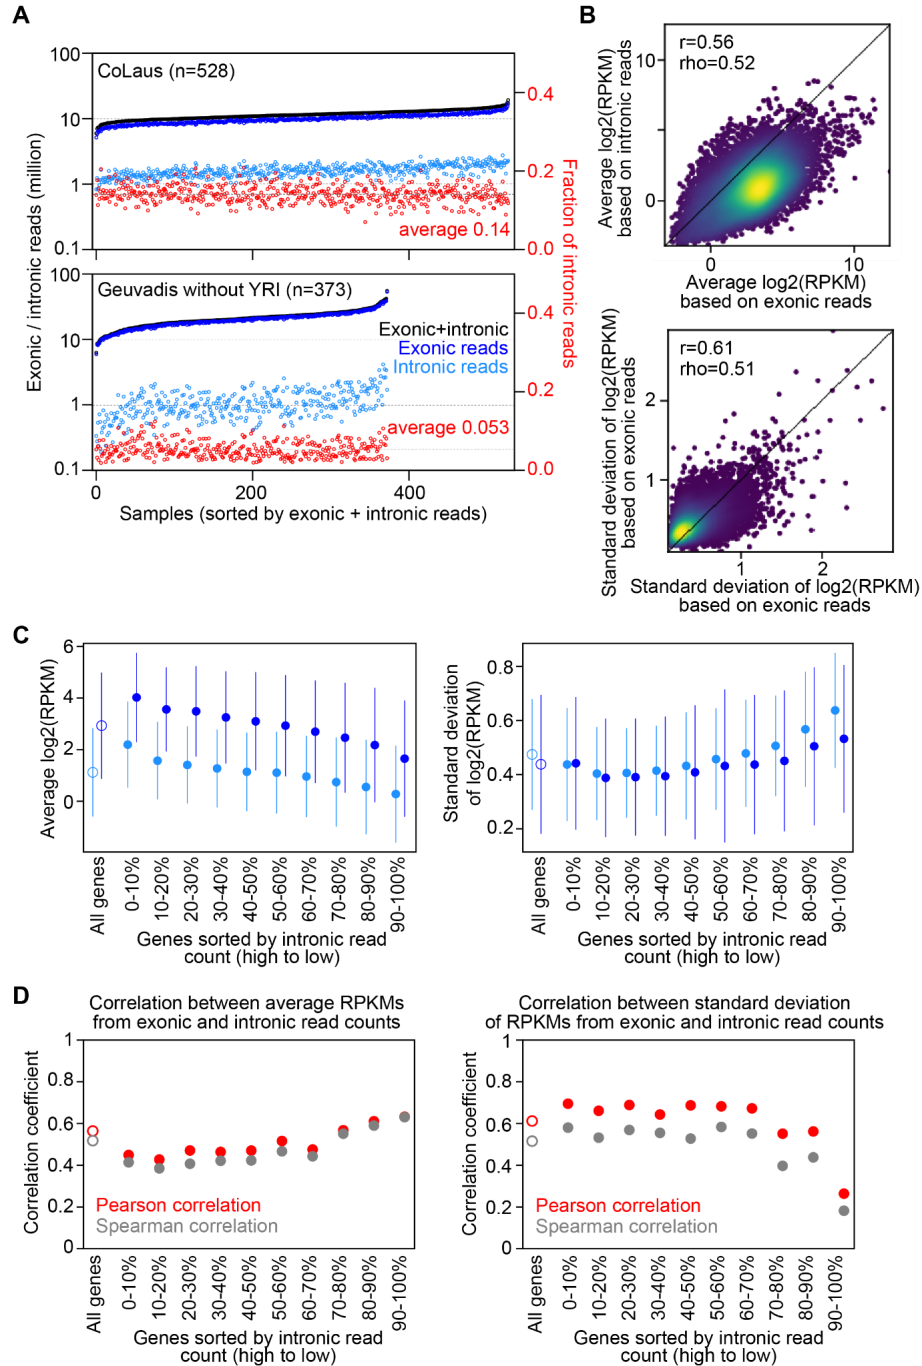 A
Exonic / intronic reads (million)
100
10
1
0.1
CoLaus (n=528)
average 0.14
0.4
0.2
0.0
Fraction of intronic reads
100
10
1
0.1
Geuvadis without YRI (n=373)
Exonic+intronic
Exonic reads
Intronic reads
average 0.053
0.4
0.2
0.0
0
200
400
Samples (sorted by exonic + intronic reads)
B
Average log2(RPKM)
based on intronic reads
10
5
0
r=0.56
rho=0.52
0
10
Average log2(RPKM)
based on exonic reads
Standard deviation of log2(RPKM)
based on exonic reads
2
1
r=0.61
rho=0.51
1
2
Standard deviation of log2(RPKM)
based on exonic reads
C
Average log2(RPKM)
6
4
2
0
All genes
0-10%
10-20%
20-30%
30-40%
40-50%
50-60%
60-70%
70-80%
80-90%
90-100%
Genes sorted by intronic read
count (high to low)
Standard deviation
of log2(RPKM)
0.8
0.6
0.4
0.2
All genes
0-10%
10-20%
20-30%
30-40%
40-50%
50-60%
60-70%
70-80%
80-90%
90-100%
Genes sorted by intronic read
count (high to low)
D
Correlation between average RPKMs
from exonic and intronic read counts
Correlation coefficient
1
0.8
0.6
0.4
0.2
0
Pearson correlation
Spearman correlation
All genes
0-10%
10-20%
20-30%
30-40%
40-50%
50-60%
60-70%
70-80%
80-90%
90-100%
Genes sorted by intronic read
count (high to low)
Correlation between standard deviation
of RPKMs from exonic and intronic read counts
Correlation coefficient
1
0.8
0.6
0.4
0.2
0
Pearson correlation
Spearman correlation
All genes
0-10%
10-20%
20-30%
30-40%
40-50%
50-60%
60-70%
70-80%
80-90%
90-100%
Genes sorted by intronic read
count (high to low)